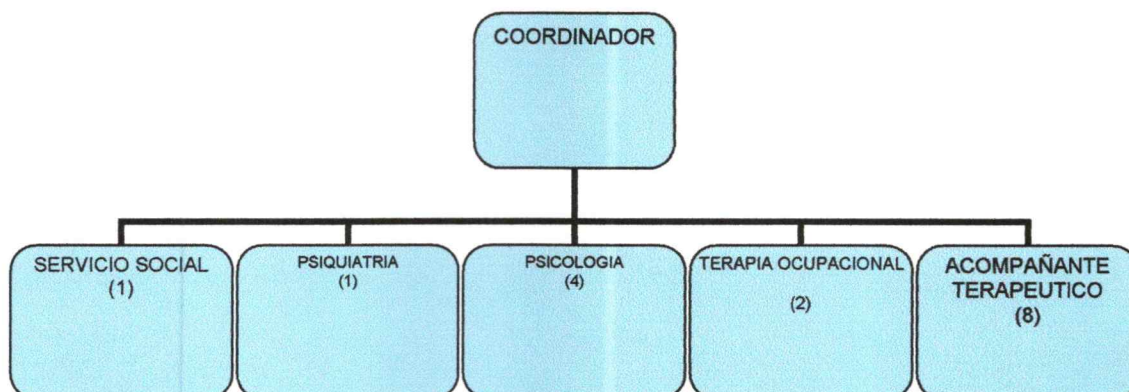 COORDINADOR
SERVICIO SOCIAL
(1)
PSIQUIATRIA
(1)
PSICOLOGIA
(4)
TERAPIA OCUPACIONAL
(2)
ACOMPAÑANTE
TERAPEUTICO
(8)